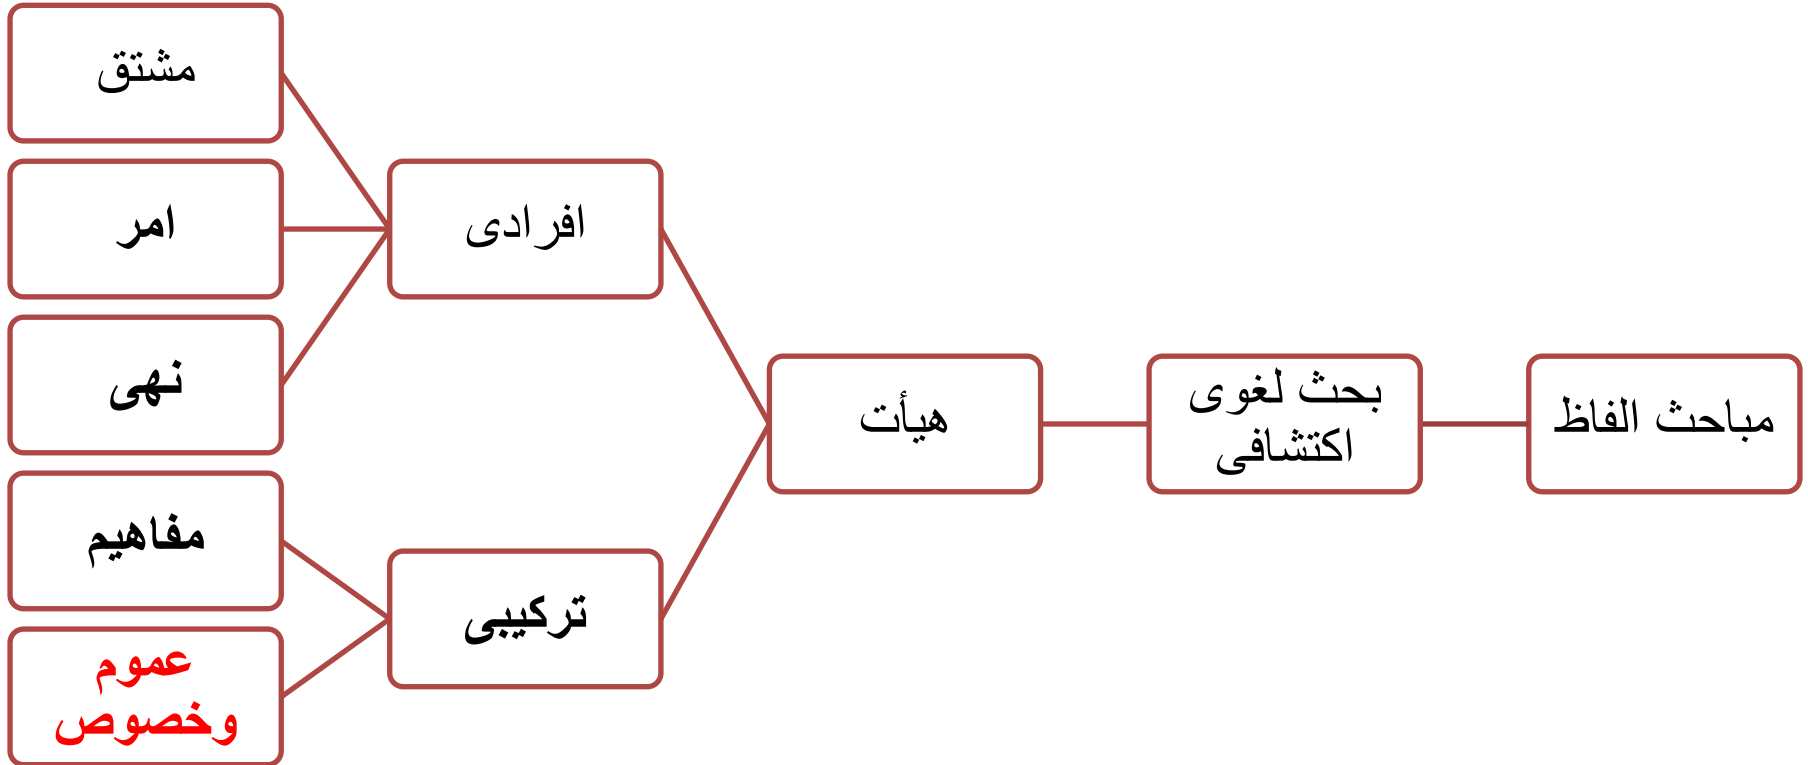 مباحث الفاظ
بحث لغوی
اکتشافی
هیأت
افرادی
مشتق
امر
نهی
ترکیبی
مفاهیم
عموم
وخصوص